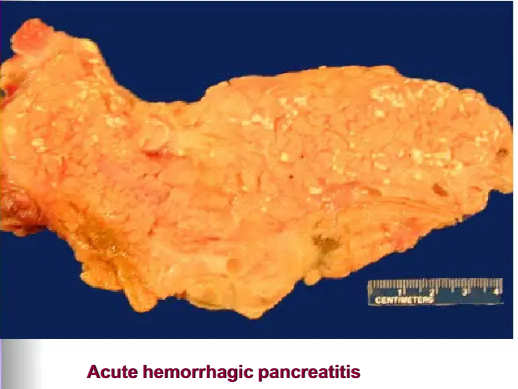 1 2 3 4
CENTIMETERS
Acute hemorrhagic pancreatitis